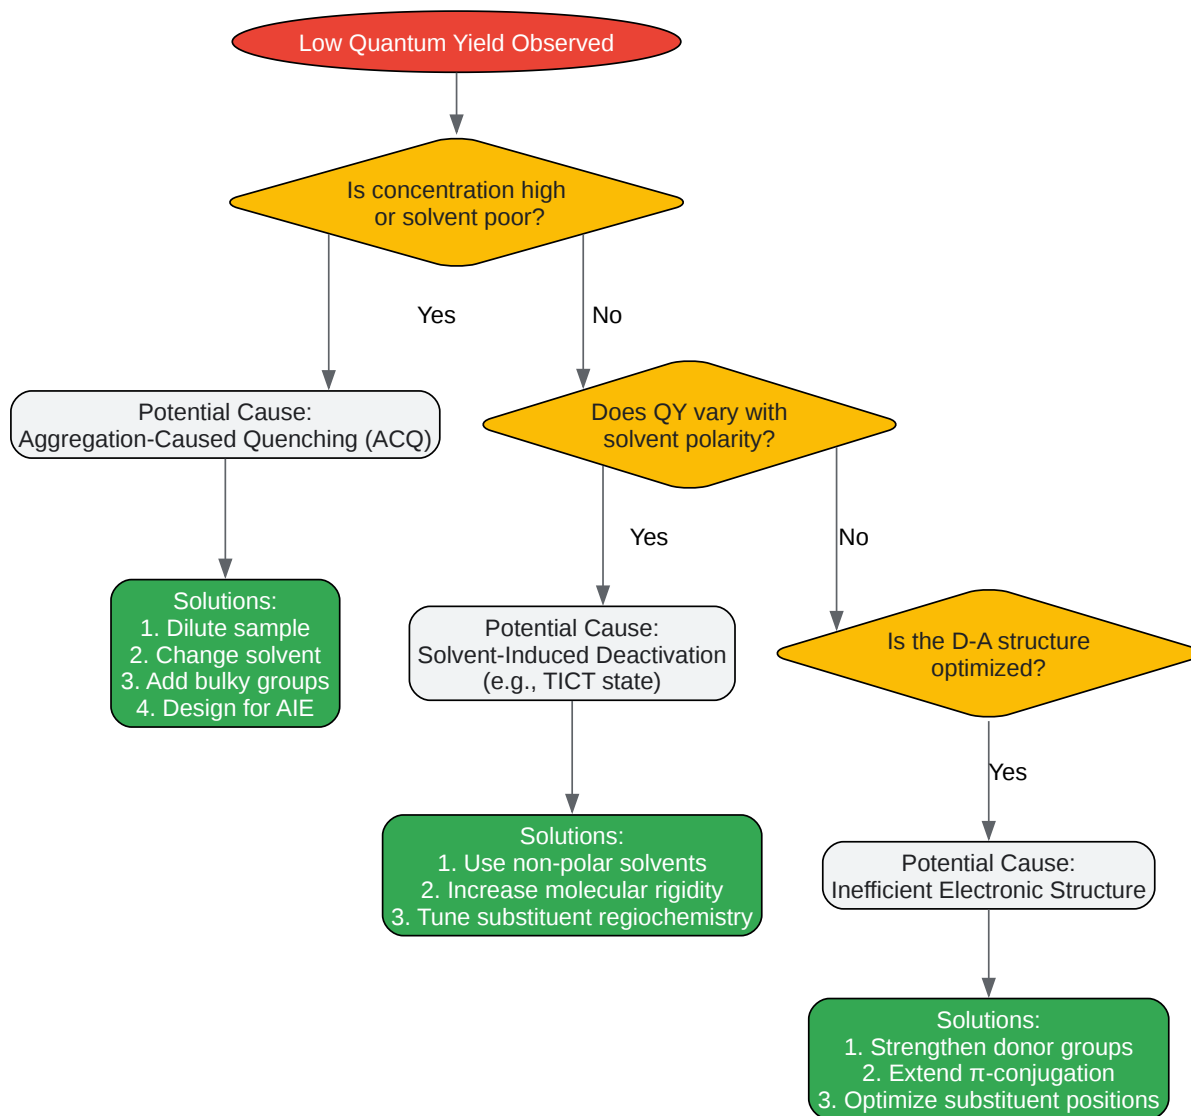 Low Quantum Yield Observed
Is concentration high
or solvent poor?
Yes
No
Potential Cause:
Aggregation-Caused Quenching (ACQ)
Does QY vary with
solvent polarity?
Yes
No
Solutions:
1. Dilute sample
2. Change solvent
3. Add bulky groups
4. Design for AIE
Potential Cause:
Solvent-Induced Deactivation
(e.g., TICT state)
Is the D-A structure
optimized?
Yes
Solutions:
1. Use non-polar solvents
2. Increase molecular rigidity
3. Tune substituent regiochemistry
Potential Cause:
Inefficient Electronic Structure
Solutions:
1. Strengthen donor groups
2. Extend π-conjugation
3. Optimize substituent positions